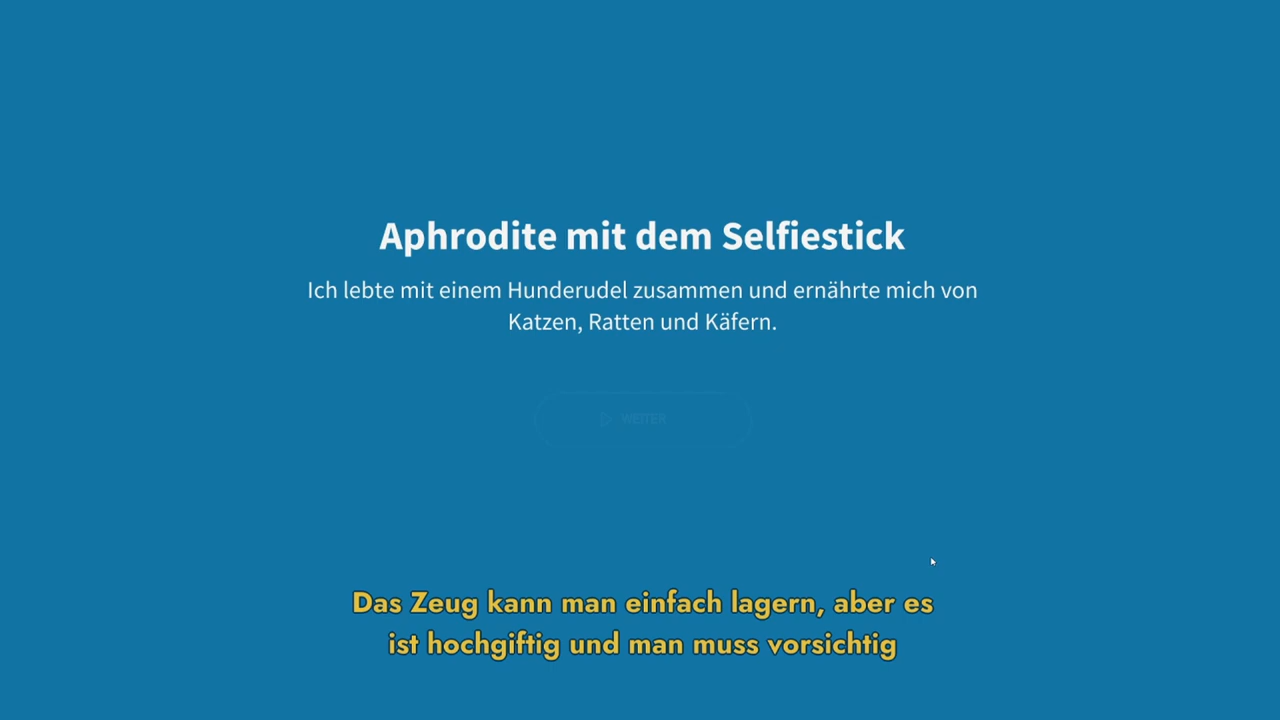 Aphrodite mit dem Selfiestick
Ich lebte mit einem Hunderudel zusammen und ernährte mich von
Katzen, Ratten und Käfern.
WEITER
Das Zeug kann man einfach lagern, aber es
ist hochgiftig und man muss vorsichtig